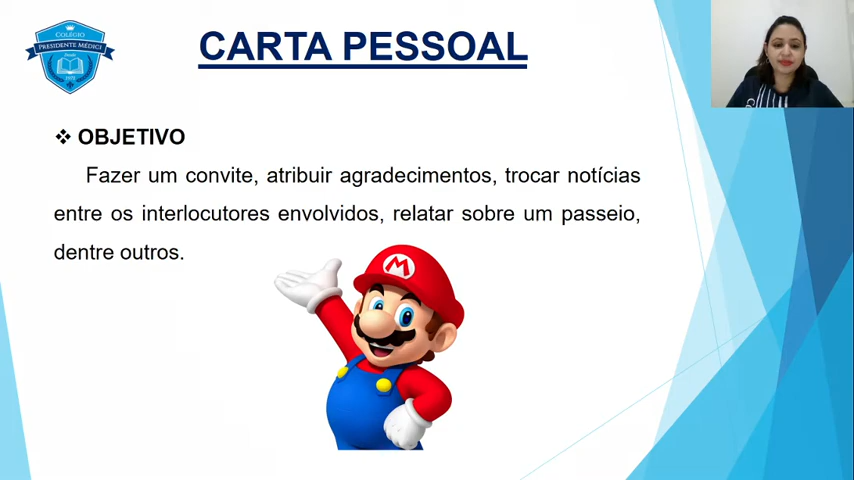 COLÉGIO
PRESIDENTE MÉDICI
CARTA PESSOAL
❖ OBJETIVO
Fazer um convite, atribuir agradecimentos, trocar notícias
entre os interlocutores envolvidos, relatar sobre um passeio,
dentre outros.
M